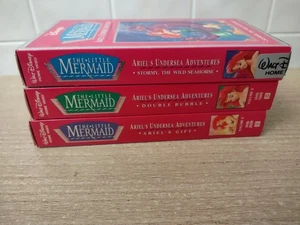 Walt Disney
THE LITTLE
MERMAID
ARIEL'S UNDERSEA ADVENTURES
• STORMY, THE WILD SEAHORSE •
HOME
THE LITTLE
MERMAID
ARIEL'S UNDERSEA ADVENTURES
• DOUBLE BUBBLE •
THE LITTLE
MERMAID
ARIEL'S UNDERSEA ADVENTURES
• ARIEL'S GIFT •